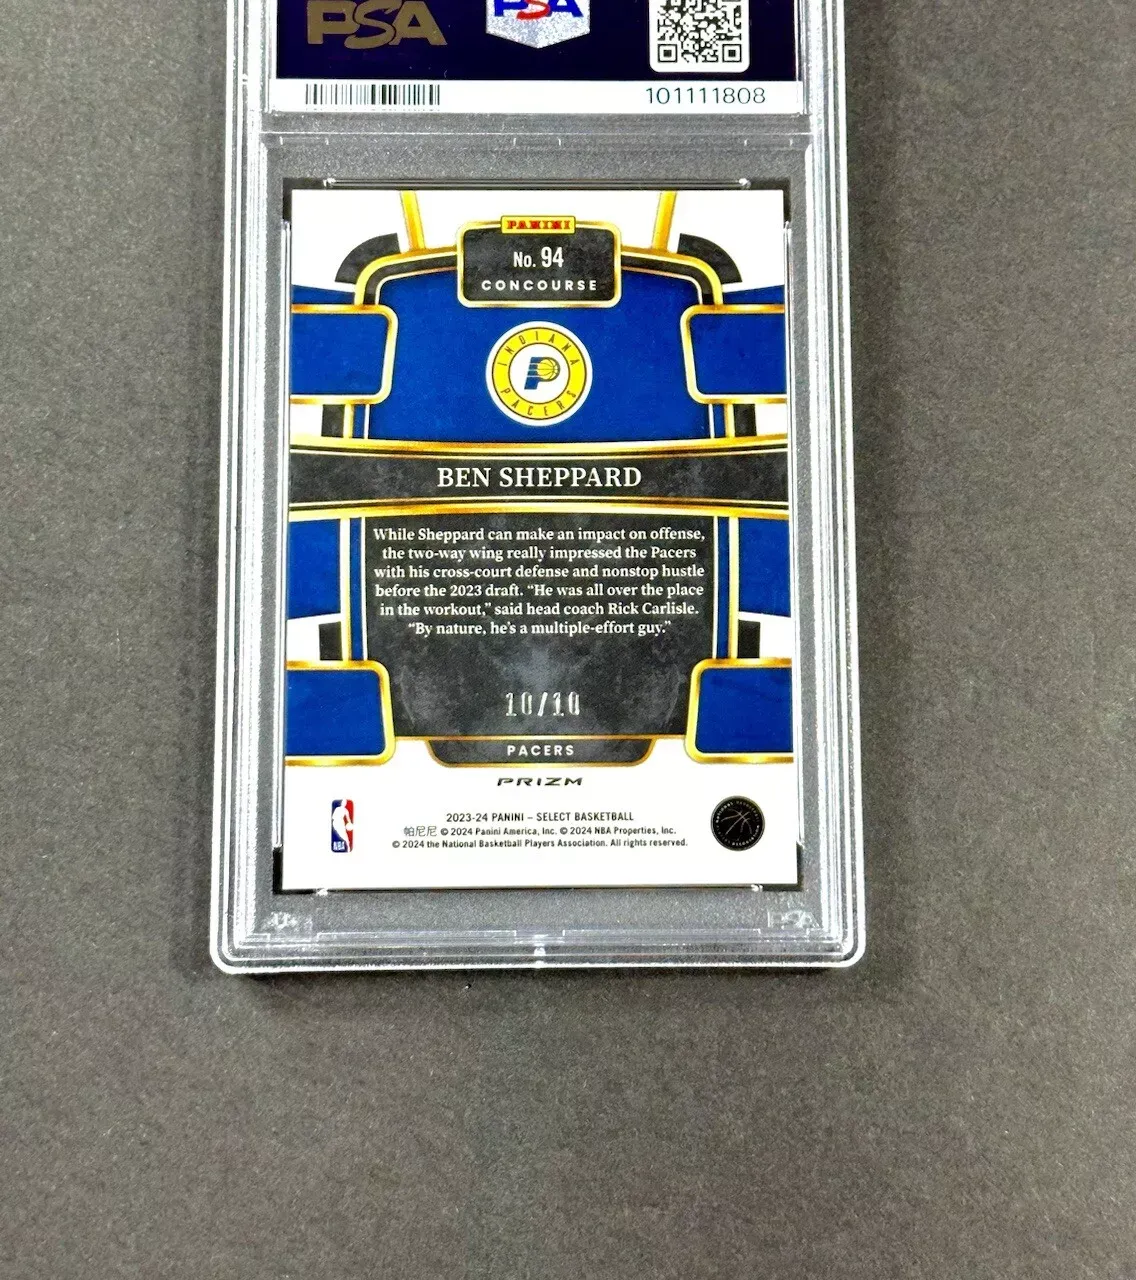 PSA
PSA
101111808
PANINI
No. 94
CONCOURSE
INDIANA
P
PACERS
BEN SHEPPARD
While Sheppard can make an impact on offense,
the two-way wing really impressed the Pacers
with his cross-court defense and nonstop hustle
before the 2023 draft. “He was all over the place
in the workout,” said head coach Rick Carlisle.
“By nature, he’s a multiple-effort guy.”
10/10
PACERS
PRIZM
2023-24 PANINI – SELECT BASKETBALL
帕尼尼 © 2024 Panini America, Inc. © 2024 NBA Properties, Inc.
© 2024 the National Basketball Players Association. All rights reserved.
NBA
PSA